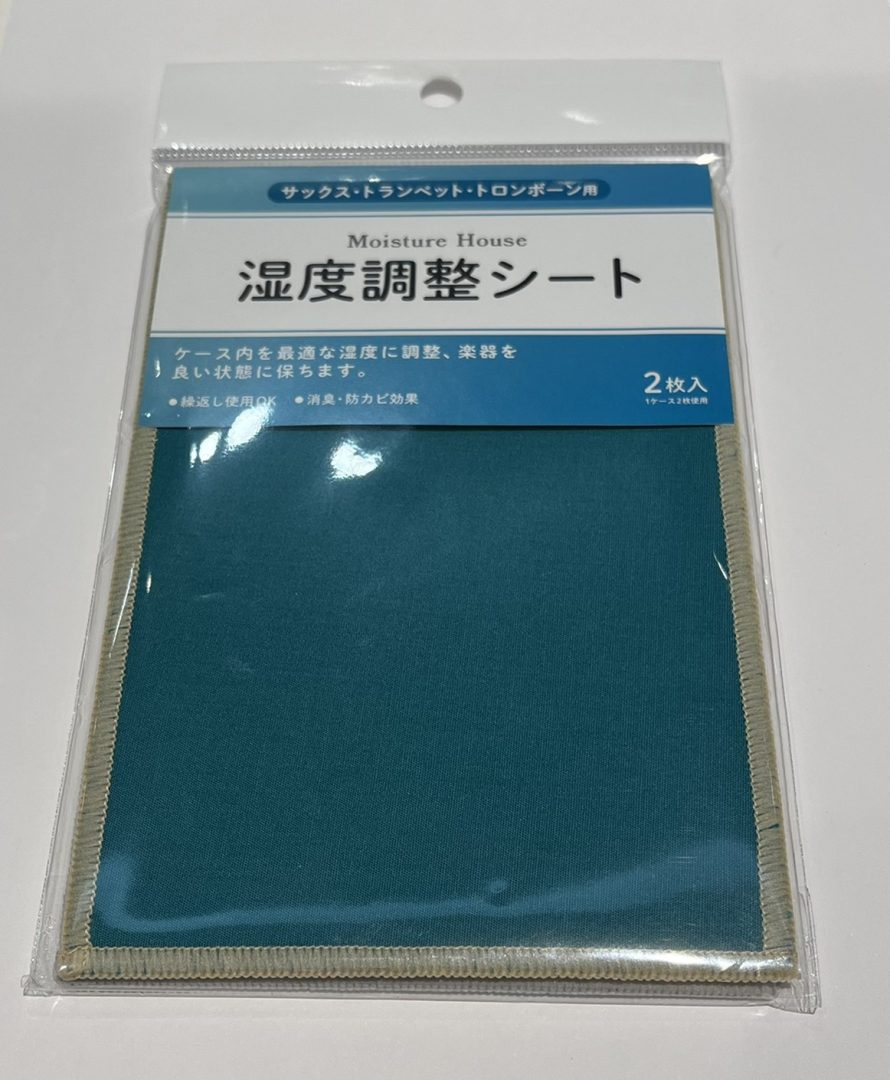 サックス・トランペット・トロンボーン用
Moisture House
湿度調整シート
ケース内を最適な湿度に調整、楽器を
良い状態に保ちます。
●繰返し使用OK ●消臭・防カビ効果
2枚入
1ケース2枚使用